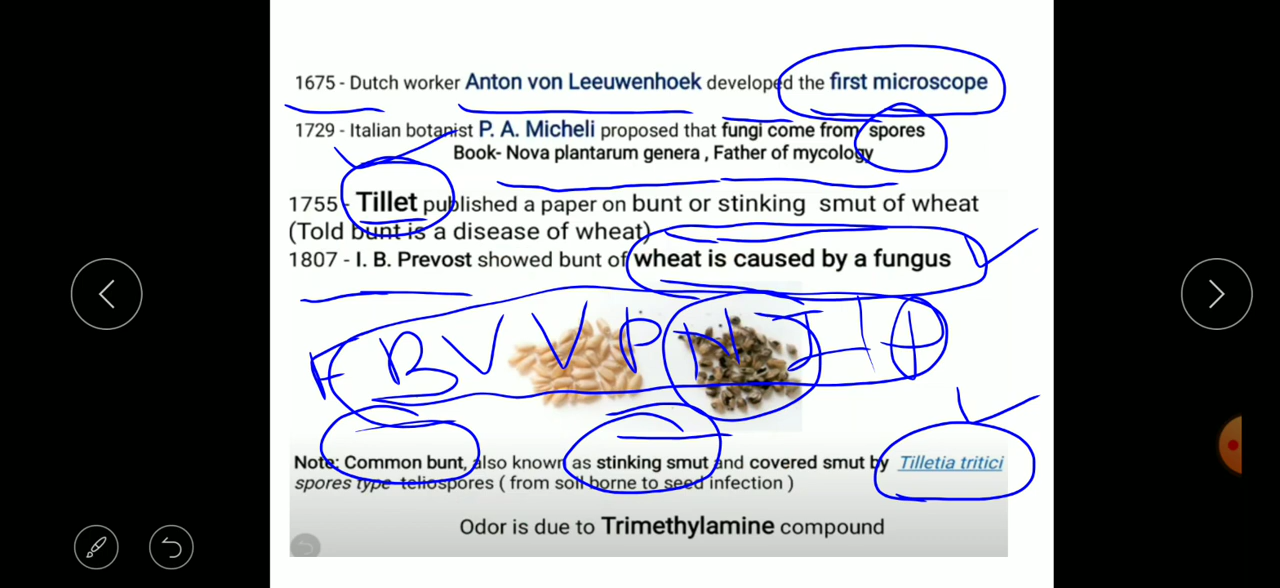 1675 - Dutch worker Anton von Leeuwenhoek developed the first microscope
1729 - Italian botanist P. A. Micheli proposed that fungi come from spores
Book- Nova plantarum genera , Father of mycology
1755 - Tillet published a paper on bunt or stinking smut of wheat
(Told bunt is a disease of wheat)
1807 - I. B. Prevost showed bunt of wheat is caused by a fungus
F B V V P N J I
Note: Common bunt, also known as stinking smut and covered smut by Tilletia tritici
spores type teliospores ( from soil borne to seed infection )
Odor is due to Trimethylamine compound